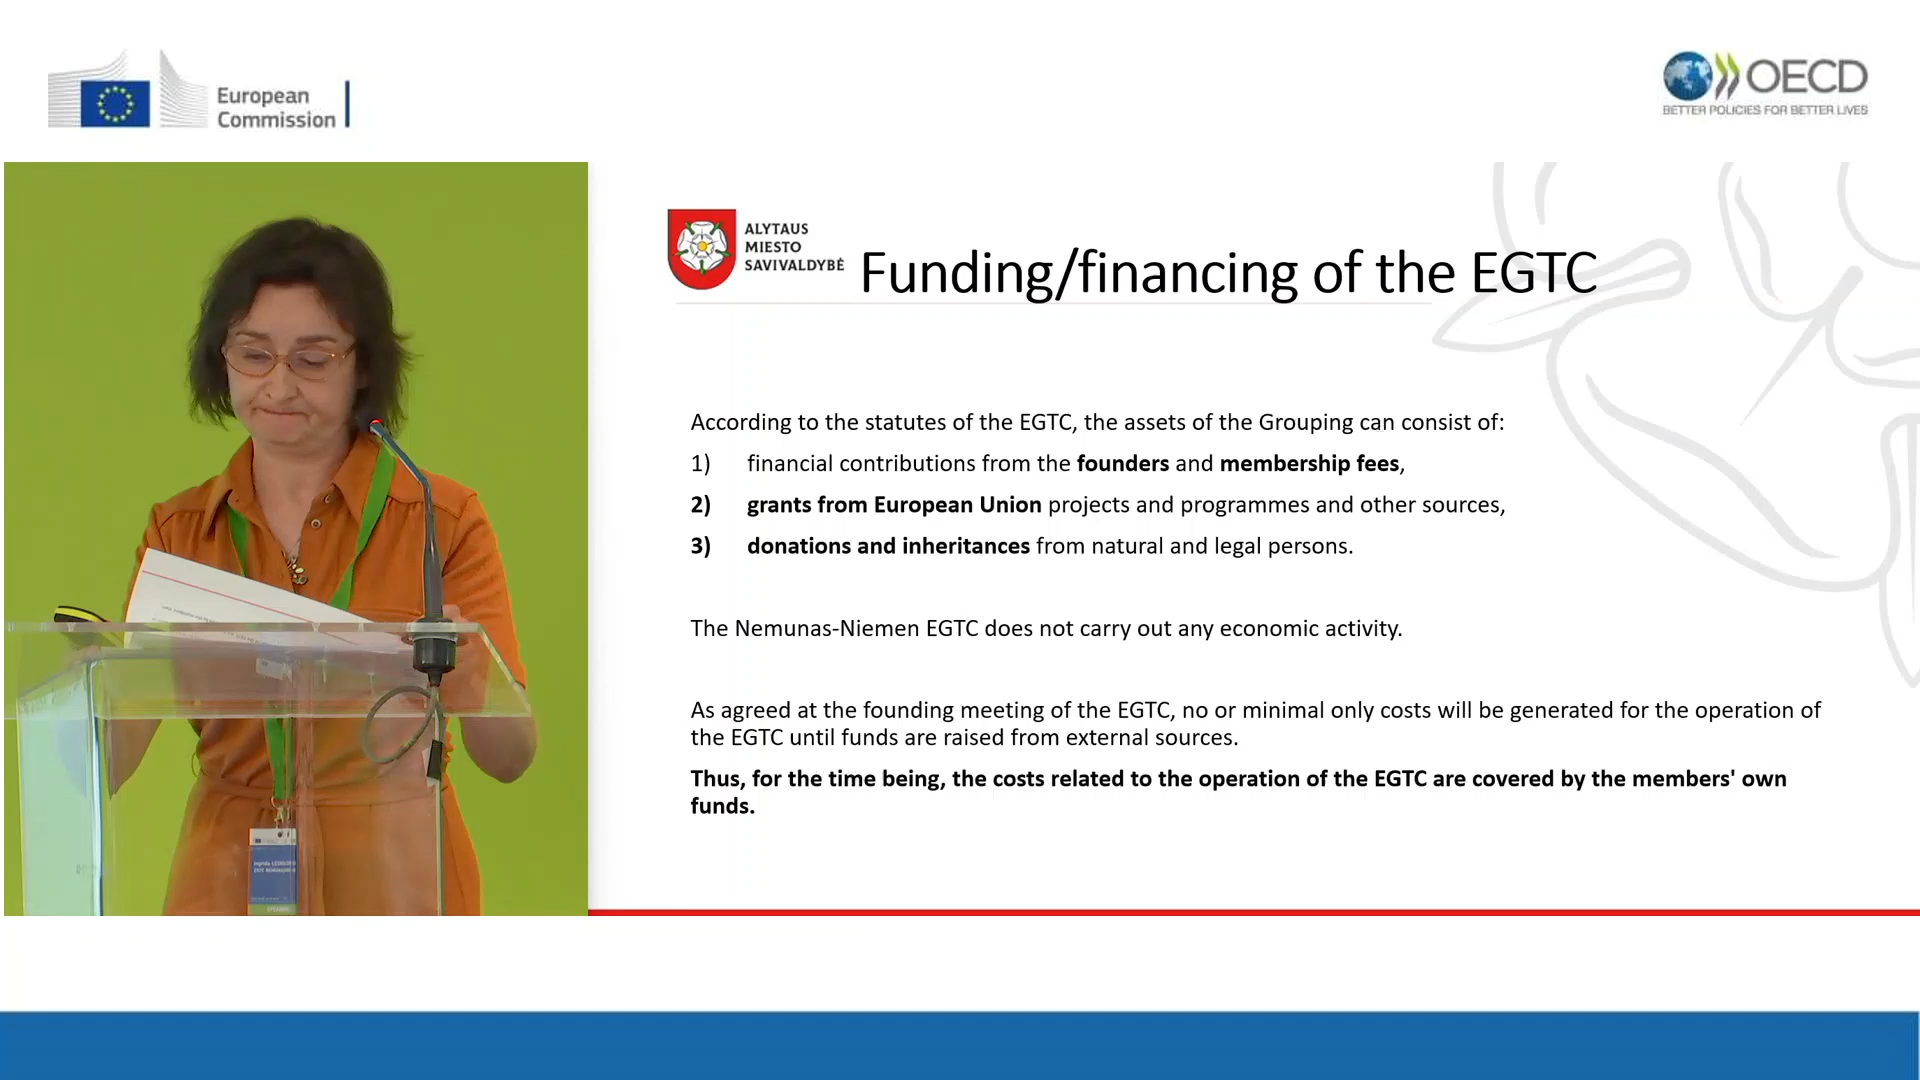 European
Commission
OECD
BETTER POLICIES FOR BETTER LIVES
ALYTAUS
MIESTO
SAVIVALDYBĖ
Funding/financing of the EGTC
According to the statutes of the EGTC, the assets of the Grouping can consist of:
1) financial contributions from the founders and membership fees,
2) grants from European Union projects and programmes and other sources,
3) donations and inheritances from natural and legal persons.
The Nemunas-Niemen EGTC does not carry out any economic activity.
As agreed at the founding meeting of the EGTC, no or minimal only costs will be generated for the operation of
the EGTC until funds are raised from external sources.
Thus, for the time being, the costs related to the operation of the EGTC are covered by the members' own
funds.